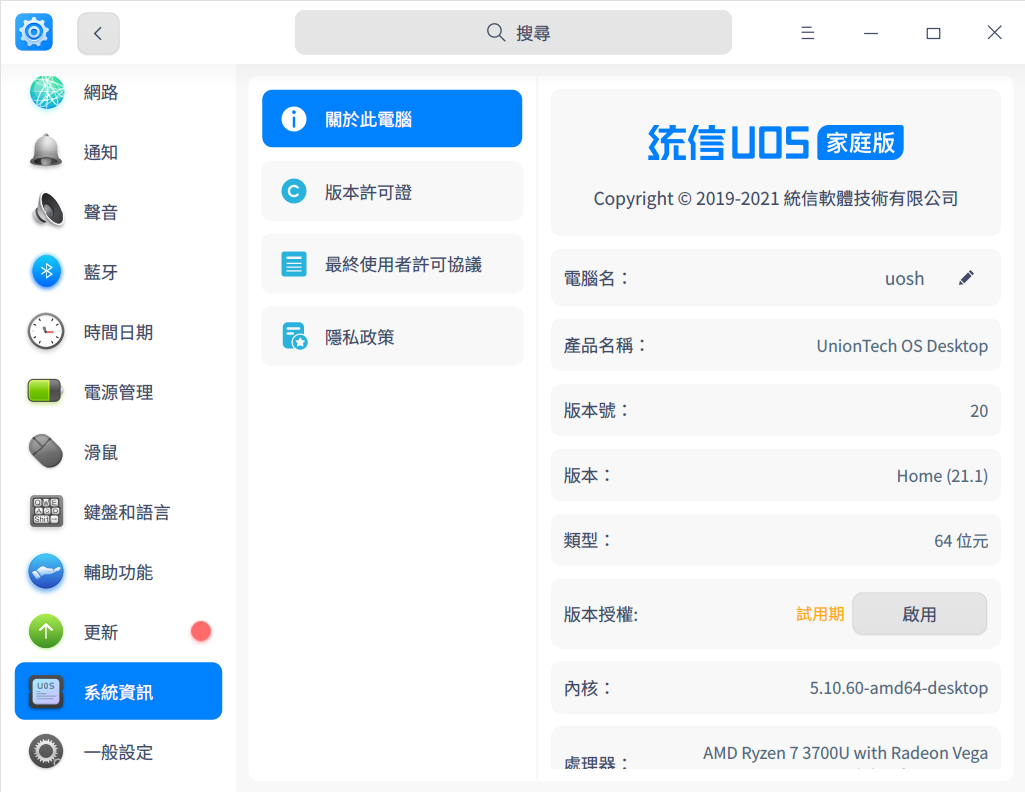 搜尋
網路
通知
聲音
藍牙
時間日期
電源管理
滑鼠
鍵盤和語言
輔助功能
更新
UOS
系統資訊
一般設定
關於此電腦
版本許可證
最終使用者許可協議
隱私政策
统信UOS 家庭版
Copyright © 2019-2021 統信軟體技術有限公司
電腦名： uosh
產品名稱： UnionTech OS Desktop
版本號： 20
版本： Home (21.1)
類型： 64 位元
版本授權: 試用期 啟用
內核： 5.10.60-amd64-desktop
處理器： AMD Ryzen 7 3700U with Radeon Vega